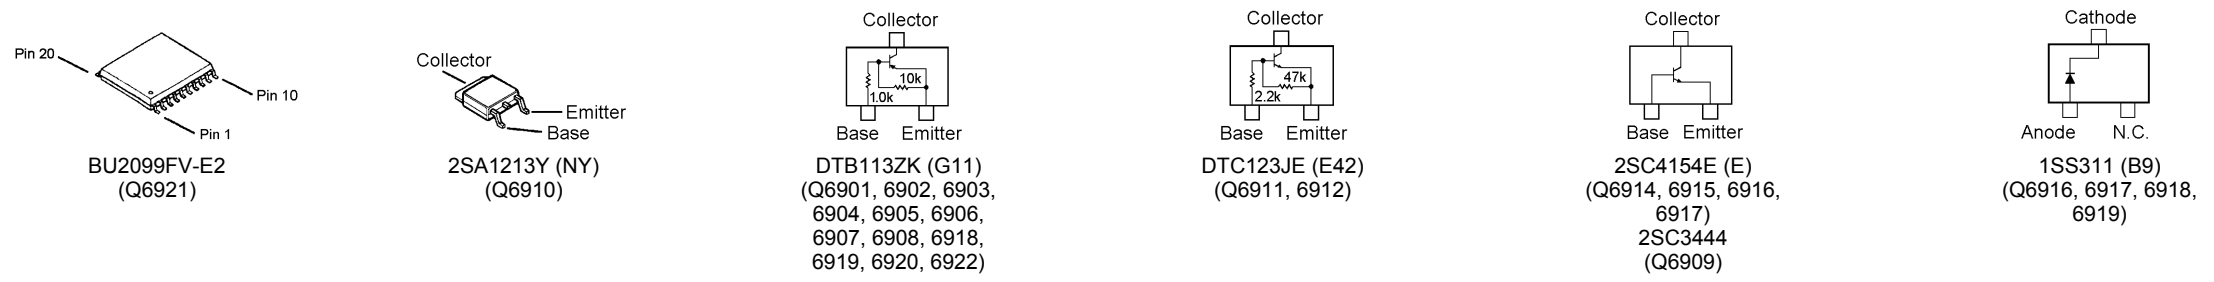 Pin 20
Pin 10
Pin 1
BU2099FV-E2
(Q6921)
Collector
Emitter
Base
2SA1213Y (NY)
(Q6910)
Collector
10k
1.0k
Base Emitter
DTB113ZK (G11)
(Q6901, 6902, 6903,
6904, 6905, 6906,
6907, 6908, 6918,
6919, 6920, 6922)
Collector
47k
2.2k
Base Emitter
DTC123JE (E42)
(Q6911, 6912)
Collector
Base Emitter
2SC4154E (E)
(Q6914, 6915, 6916,
6917)
2SC3444
(Q6909)
Cathode
Anode N.C.
1SS311 (B9)
(Q6916, 6917, 6918,
6919)